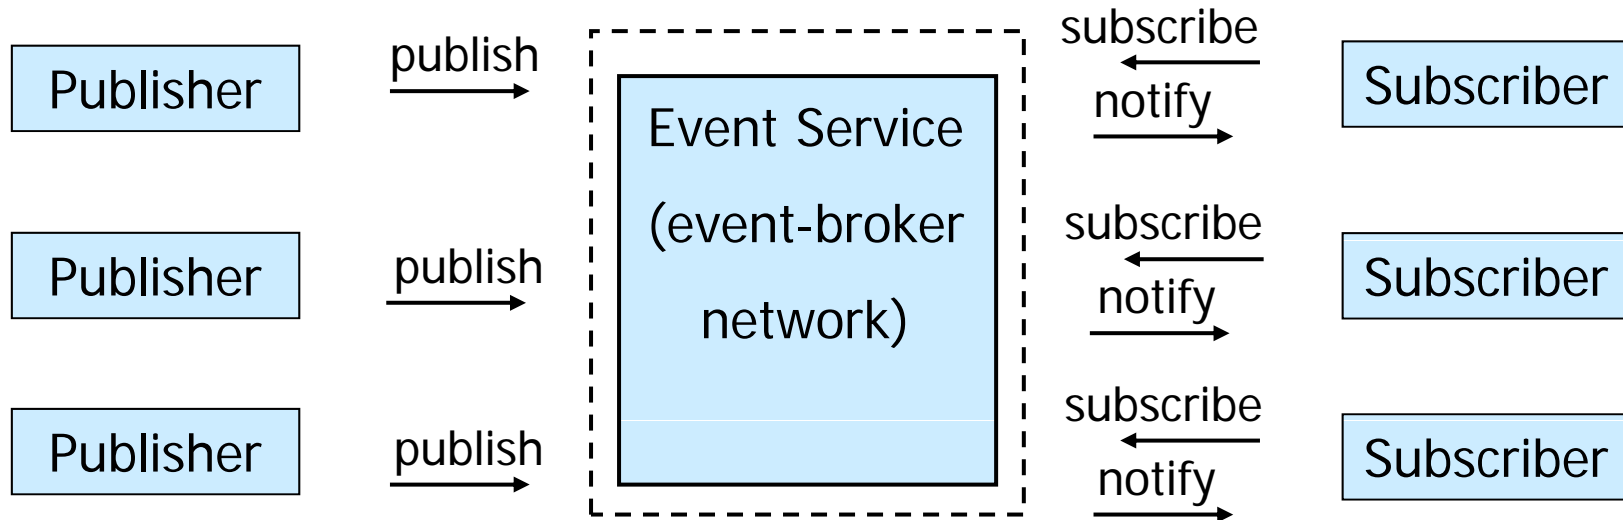 Publisher
publish
Event Service
(event-broker
network)
subscribe
notify
Subscriber
Publisher
publish
subscribe
notify
Subscriber
Publisher
publish
subscribe
notify
Subscriber